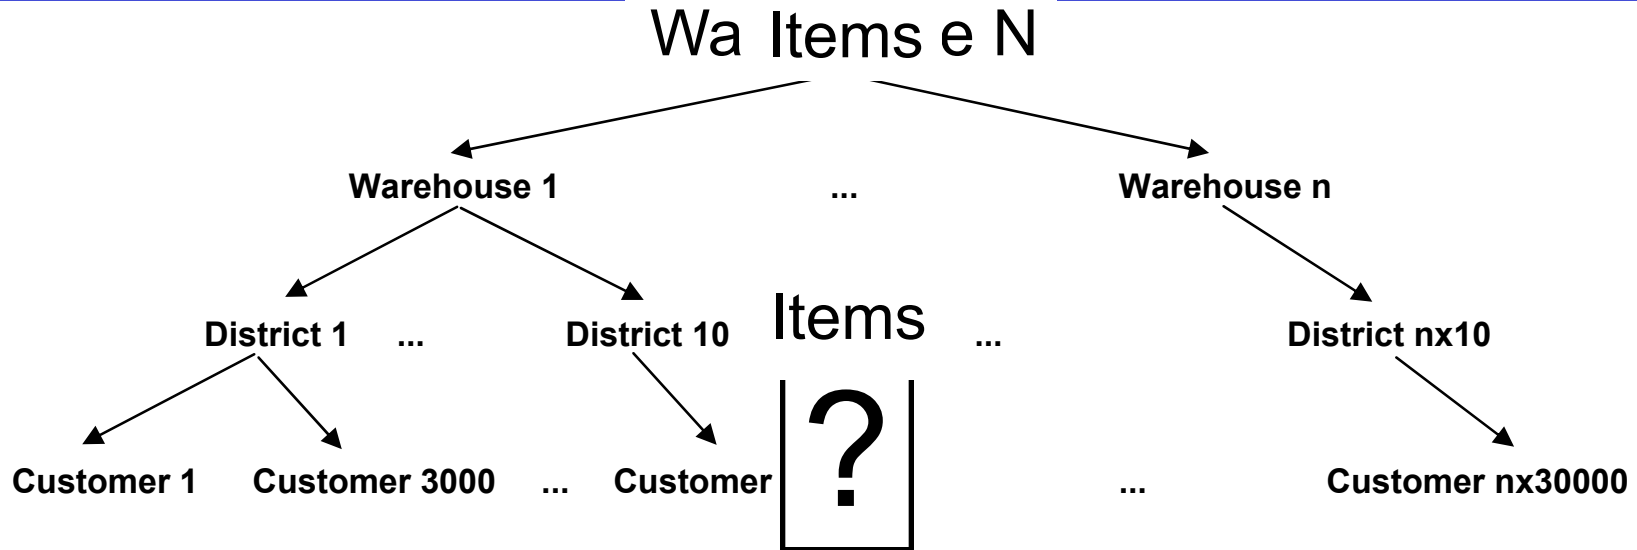 Wa Items e N
Warehouse 1 ... Warehouse n
Items
District 1 ... District 10 ... District nx10
?
Customer 1 Customer 3000 ... Customer ... Customer nx30000